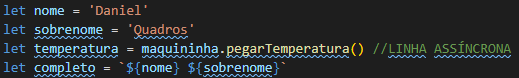 let nome = 'Daniel'
let sobrenome = 'Quadros'
let temperatura = maquininha.pegarTemperatura() //LINHA ASSÍNCRONA
let completo = `${nome} ${sobrenome}`